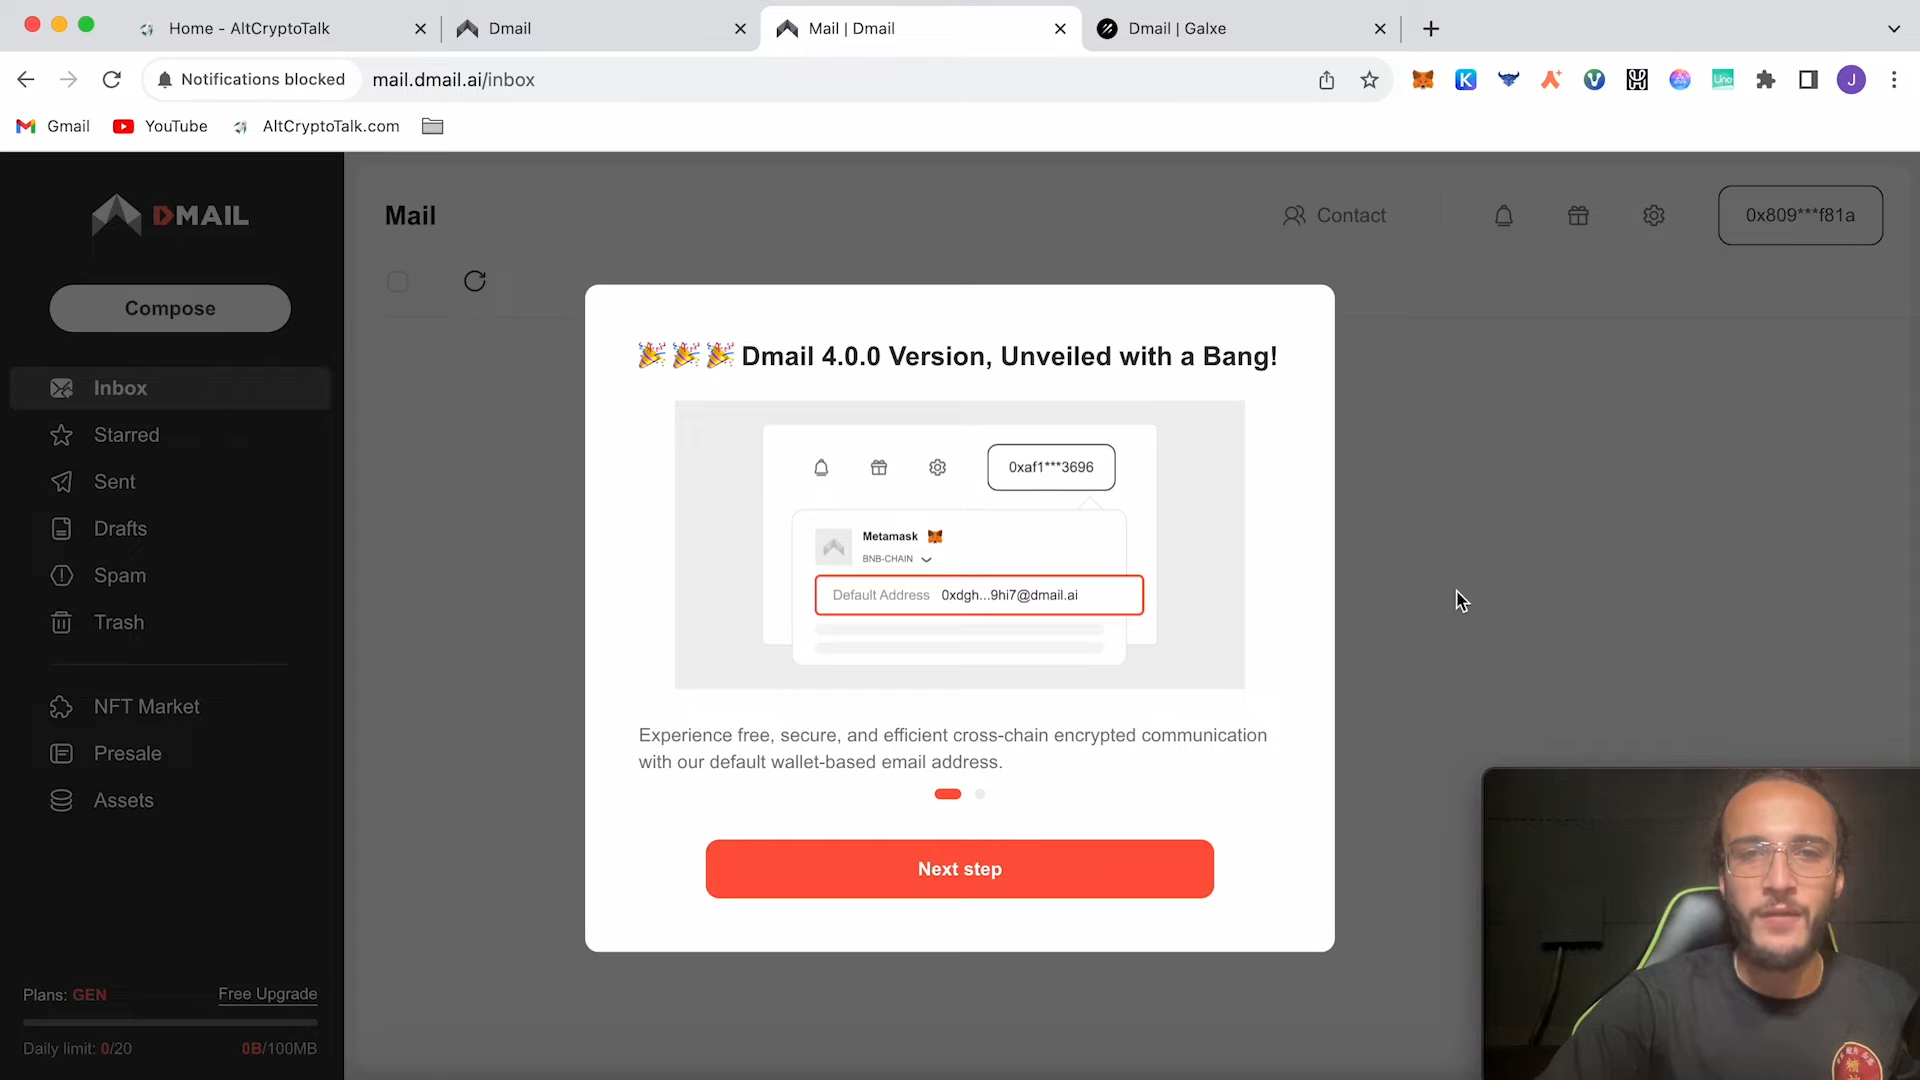 Home - AltCryptoTalk
Dmail
Mail | Dmail
Dmail | Galxe
Notifications blocked
mail.dmail.ai/inbox
Lino
J
Gmail
YouTube
AltCryptoTalk.com
DMAIL
Mail
Contact
0x809***f81a
Compose
Inbox
Starred
Sent
Drafts
Spam
Trash
NFT Market
Presale
Assets
Plans: GEN
Free Upgrade
Daily limit: 0/20
0B/100MB
Dmail 4.0.0 Version, Unveiled with a Bang!
0xaf1***3696
Metamask
BNB-CHAIN
Default Address 0xdgh...9hi7@dmail.ai
Experience free, secure, and efficient cross-chain encrypted communication
with our default wallet-based email address.
Next step